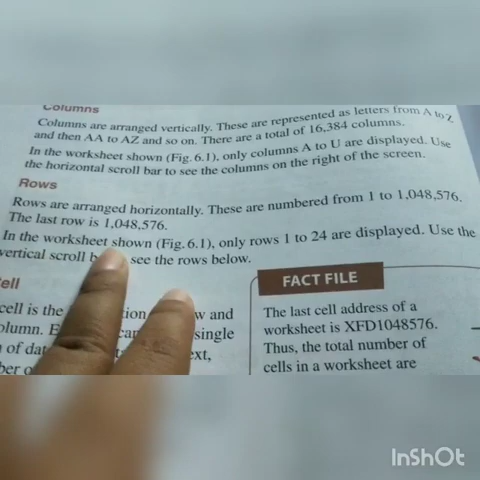 Columns
Columns are arranged vertically. These are represented as letters from A to Z
and then AA to AZ and so on. There are a total of 16,384 columns.
In the worksheet shown (Fig. 6.1), only columns A to U are displayed. Use
the horizontal scroll bar to see the columns on the right of the screen.
Rows
Rows are arranged horizontally. These are numbered from 1 to 1,048,576.
The last row is 1,048,576.
In the worksheet shown (Fig. 6.1), only rows 1 to 24 are displayed. Use the
vertical scroll see the rows below.
cell is the and
single
of
FACT FILE
The last cell address of a
worksheet is XFD1048576.
Thus, the total number of
cells in a worksheet are
InShOt